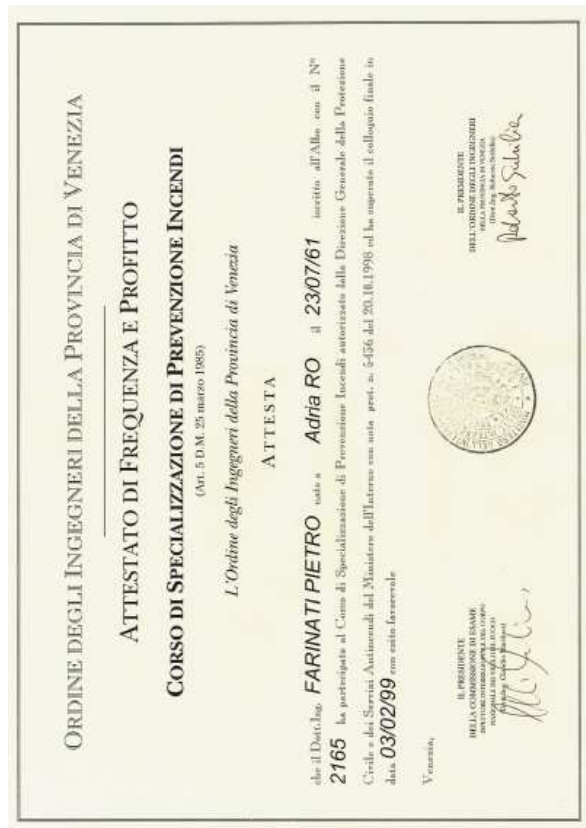 ORDINE DEGLI INGEGNERI DELLA PROVINCIA DI VENEZIA
ATTESTATO DI FREQUENZA E PROFITTO
CORSO DI SPECIALIZZAZIONE DI PREVENZIONE INCENDI
(Art. 5 D.M. 25 marzo 1985)
L'Ordine degli Ingegneri della Provincia di Venezia
ATTESTA
che il Dott.Ing. FARINATI PIETRO nato a Adria RO il 23/07/61 iscritto all'Albo con il N°
2165 ha partecipato al Corso di Specializzazione di Prevenzione Incendi autorizzato dalla Direzione Generale della Protezione
Civile e dei Servizi Antincendi del Ministero dell'Interno con nota prot. n. 5456 del 20.10.1998 ed ha superato il colloquio finale in
data 03/02/99 con esito favorevole
Venezia,
IL PRESIDENTE
DELLA COMMISSIONE DI ESAME
IL PRESIDENTE
DELL'ORDINE DEGLI INGEGNERI
DELLA PROVINCIA DI VENEZIA